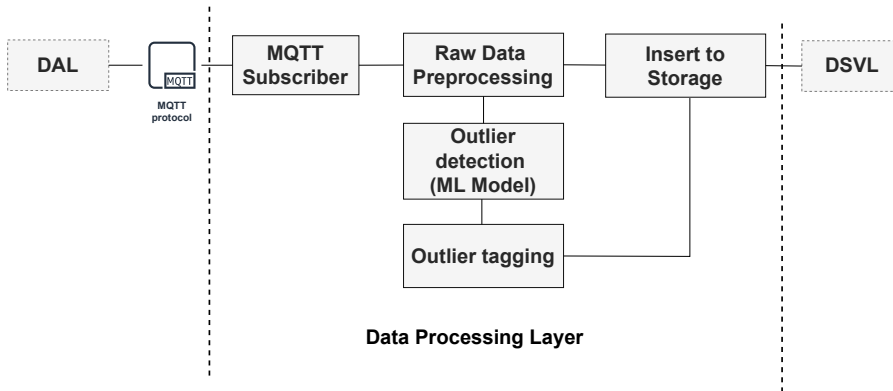 DAL
MQTT
MQTT
protocol
MQTT
Subscriber
Raw Data
Preprocessing
Insert to
Storage
DSVL
Outlier
detection
(ML Model)
Outlier tagging
Data Processing Layer